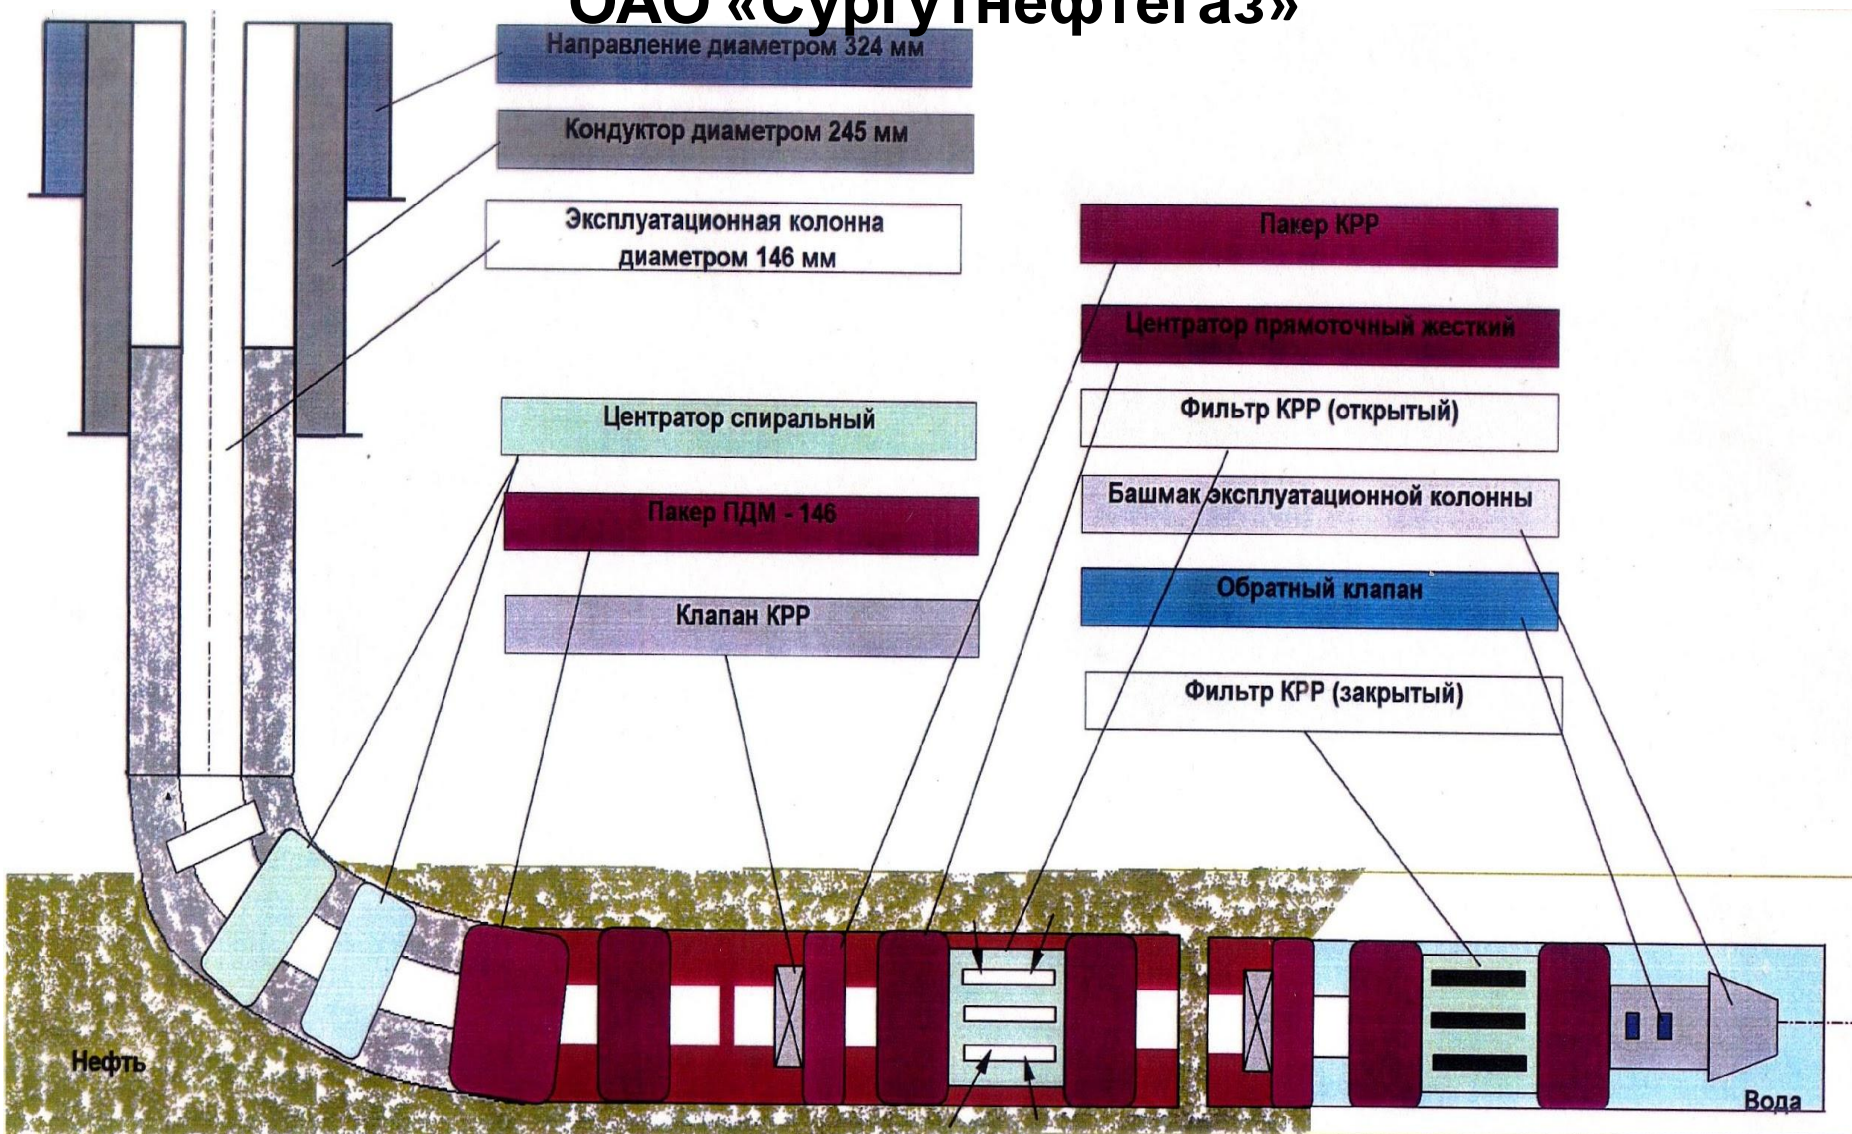 ОАО «Сургутнефтегаз»
Направление диаметром 324 мм
Кондуктор диаметром 245 мм
Эксплуатационная колонна
диаметром 146 мм
Центратор спиральный
Пакер ПДМ - 146
Клапан КРР
Пакер КРР
Центратор прямоточный жесткий
Фильтр КРР (открытый)
Башмак эксплуатационной колонны
Обратный клапан
Фильтр КРР (закрытый)
Нефть
Вода